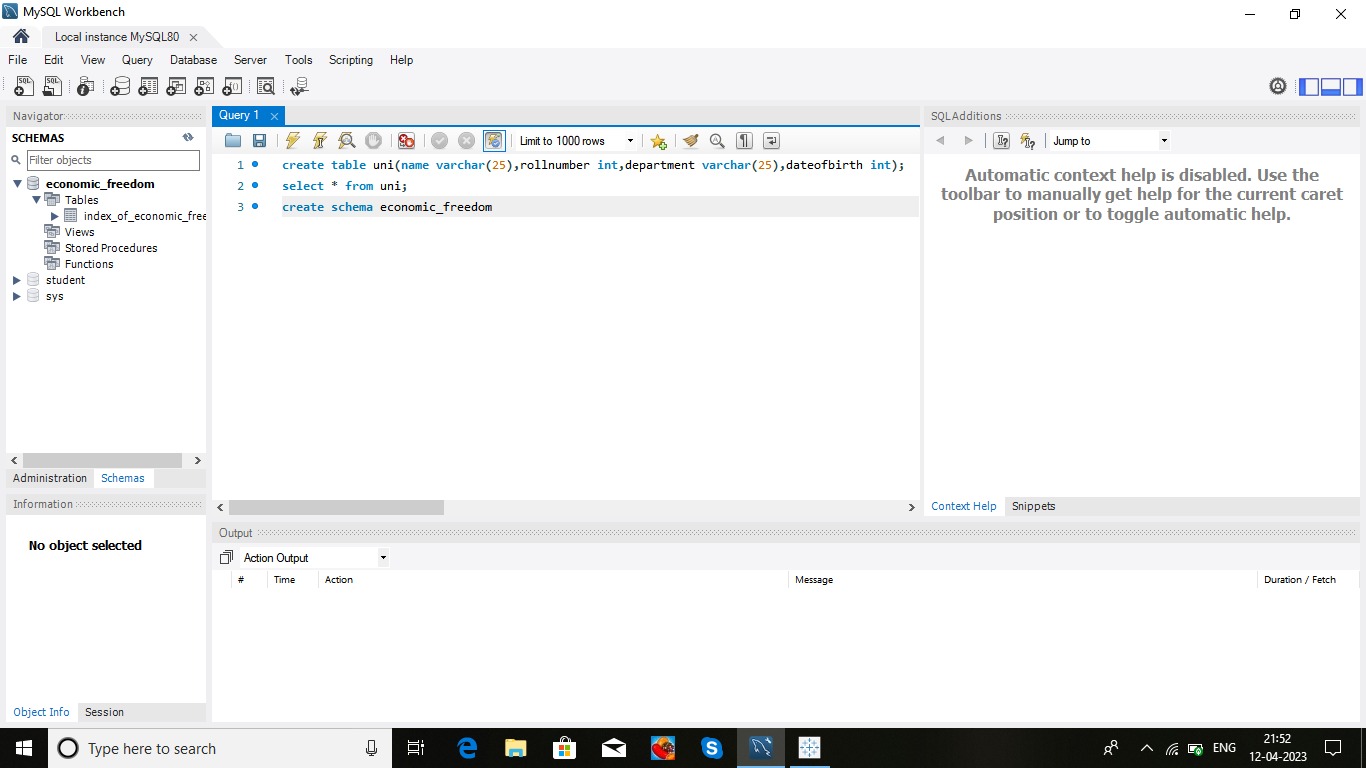 MySQL Workbench
Local instance MySQL80
File Edit View Query Database Server Tools Scripting Help
Navigator
SCHEMAS
Filter objects
economic_freedom
Tables
index_of_economic_free
Views
Stored Procedures
Functions
student
sys
Administration Schemas
Information
No object selected
Object Info Session
Query 1
Limit to 1000 rows
1 create table uni(name varchar(25),rollnumber int,department varchar(25),dateofbirth int);
2 select * from uni;
3 create schema economic_freedom
SQLAdditions
Jump to
Automatic context help is disabled. Use the
toolbar to manually get help for the current caret
position or to toggle automatic help.
Context Help Snippets
Output
Action Output
# Time Action Message Duration / Fetch
Type here to search
ENG
21:52
12-04-2023